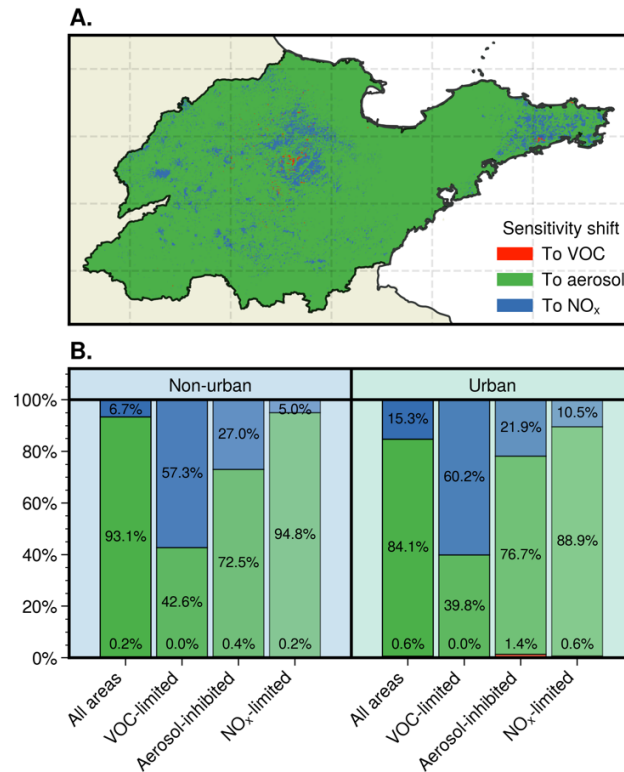 A.
Sensitivity shift
To VOC
To aerosol
To NOₓ
B.
Non-urban
Urban
100%
80%
60%
40%
20%
0%
6.7%
93.1%
0.2%
57.3%
42.6%
0.0%
27.0%
72.5%
0.4%
5.0%
94.8%
0.2%
15.3%
84.1%
0.6%
60.2%
39.8%
0.0%
21.9%
76.7%
1.4%
10.5%
88.9%
0.6%
All areas
VOC-limited
Aerosol-inhibited
NOₓ-limited
All areas
VOC-limited
Aerosol-inhibited
NOₓ-limited